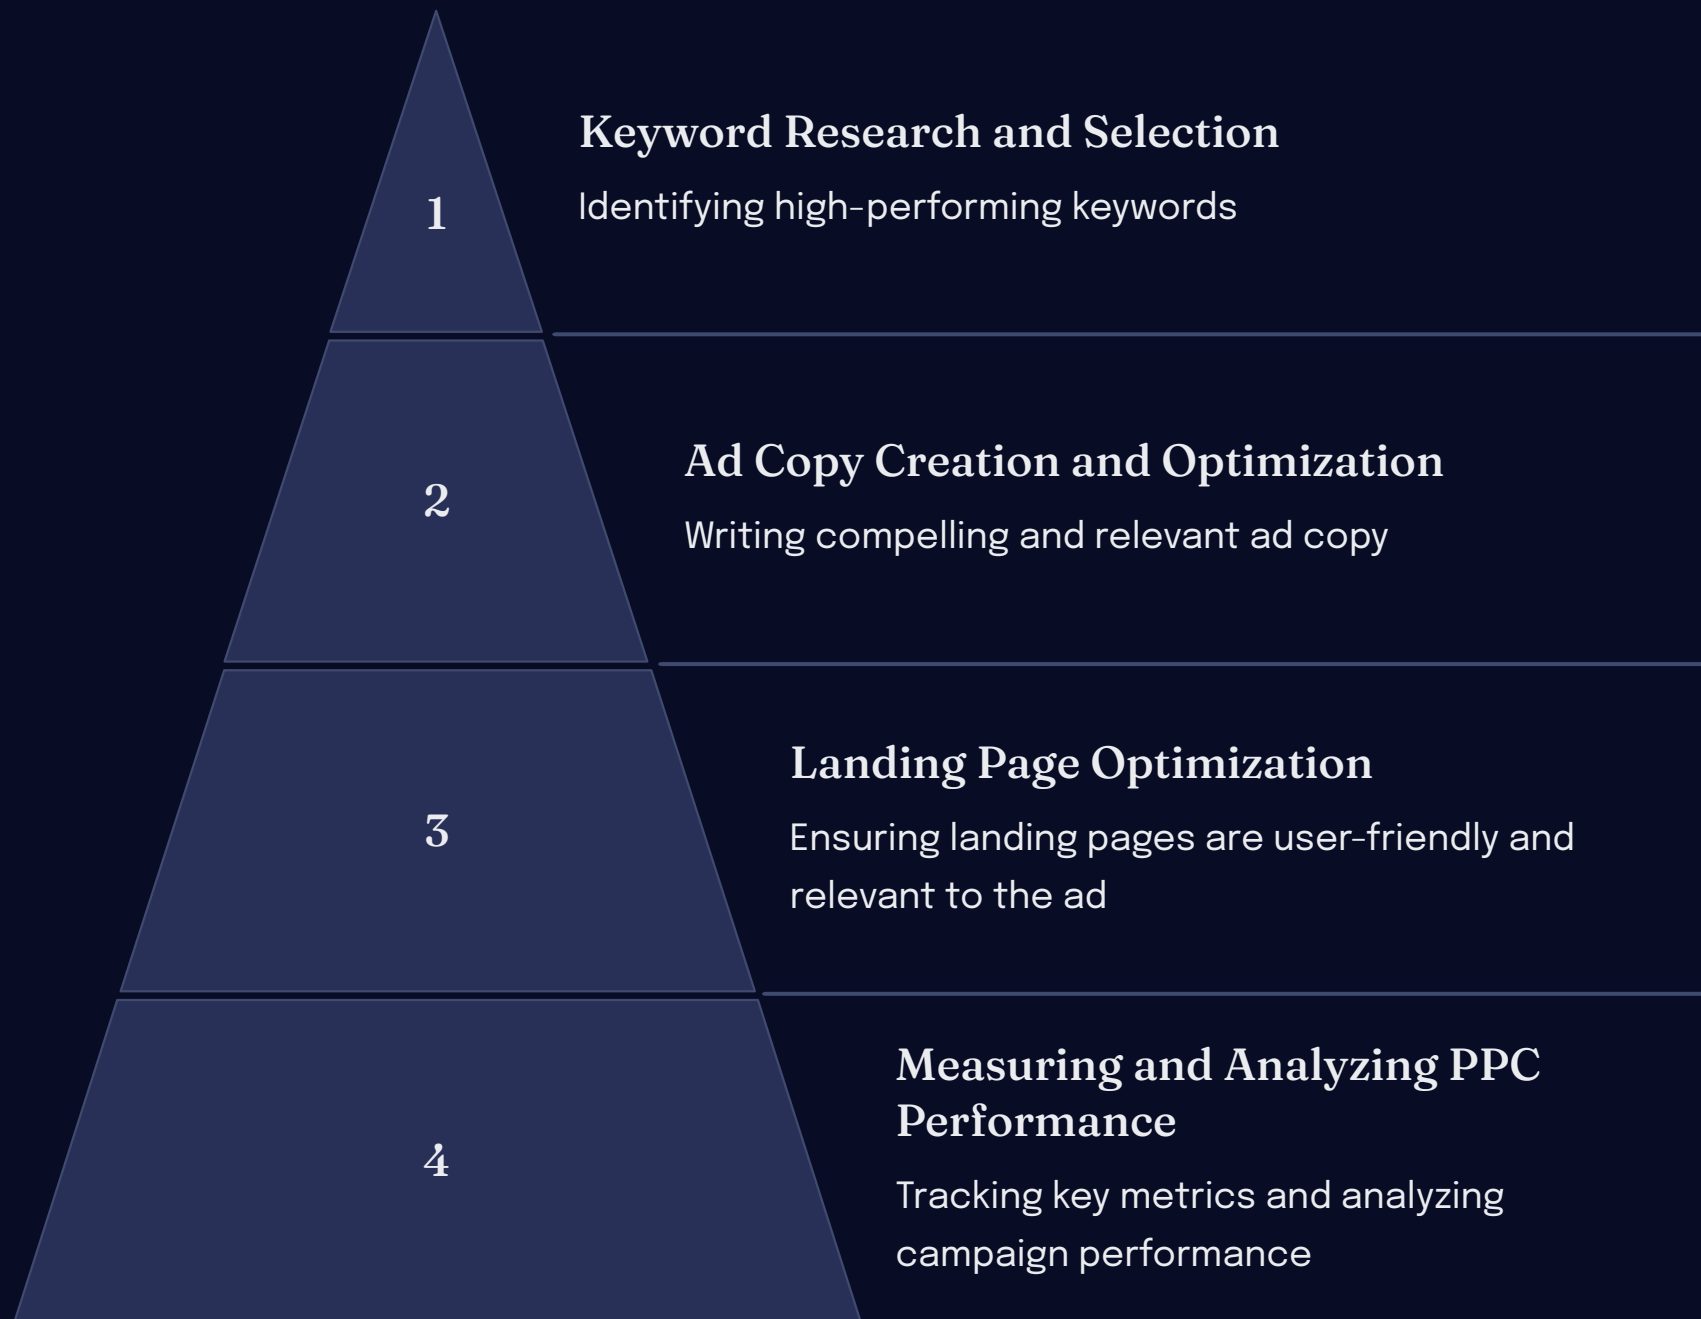 1
Keyword Research and Selection
Identifying high-performing keywords
2
Ad Copy Creation and Optimization
Writing compelling and relevant ad copy
3
Landing Page Optimization
Ensuring landing pages are user-friendly and
relevant to the ad
4
Measuring and Analyzing PPC
Performance
Tracking key metrics and analyzing
campaign performance